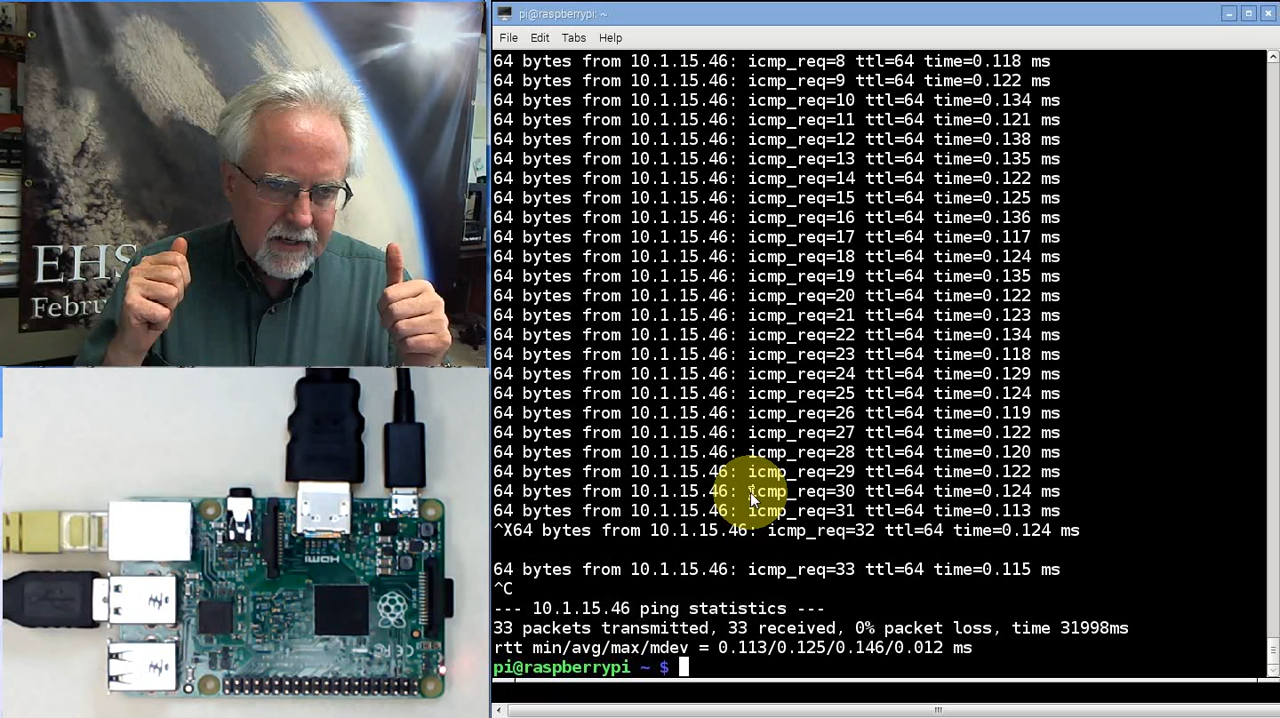 EHS
Febru
HDMI
pi@raspberrypi: ~
File Edit Tabs Help
64 bytes from 10.1.15.46: icmp_req=8 ttl=64 time=0.118 ms
64 bytes from 10.1.15.46: icmp_req=9 ttl=64 time=0.122 ms
64 bytes from 10.1.15.46: icmp_req=10 ttl=64 time=0.134 ms
64 bytes from 10.1.15.46: icmp_req=11 ttl=64 time=0.121 ms
64 bytes from 10.1.15.46: icmp_req=12 ttl=64 time=0.138 ms
64 bytes from 10.1.15.46: icmp_req=13 ttl=64 time=0.135 ms
64 bytes from 10.1.15.46: icmp_req=14 ttl=64 time=0.122 ms
64 bytes from 10.1.15.46: icmp_req=15 ttl=64 time=0.125 ms
64 bytes from 10.1.15.46: icmp_req=16 ttl=64 time=0.136 ms
64 bytes from 10.1.15.46: icmp_req=17 ttl=64 time=0.117 ms
64 bytes from 10.1.15.46: icmp_req=18 ttl=64 time=0.124 ms
64 bytes from 10.1.15.46: icmp_req=19 ttl=64 time=0.135 ms
64 bytes from 10.1.15.46: icmp_req=20 ttl=64 time=0.122 ms
64 bytes from 10.1.15.46: icmp_req=21 ttl=64 time=0.123 ms
64 bytes from 10.1.15.46: icmp_req=22 ttl=64 time=0.134 ms
64 bytes from 10.1.15.46: icmp_req=23 ttl=64 time=0.118 ms
64 bytes from 10.1.15.46: icmp_req=24 ttl=64 time=0.129 ms
64 bytes from 10.1.15.46: icmp_req=25 ttl=64 time=0.124 ms
64 bytes from 10.1.15.46: icmp_req=26 ttl=64 time=0.119 ms
64 bytes from 10.1.15.46: icmp_req=27 ttl=64 time=0.122 ms
64 bytes from 10.1.15.46: icmp_req=28 ttl=64 time=0.120 ms
64 bytes from 10.1.15.46: icmp_req=29 ttl=64 time=0.122 ms
64 bytes from 10.1.15.46: icmp_req=30 ttl=64 time=0.124 ms
64 bytes from 10.1.15.46: icmp_req=31 ttl=64 time=0.113 ms
^X64 bytes from 10.1.15.46: icmp_req=32 ttl=64 time=0.124 ms
64 bytes from 10.1.15.46: icmp_req=33 ttl=64 time=0.115 ms
^C
--- 10.1.15.46 ping statistics ---
33 packets transmitted, 33 received, 0% packet loss, time 31998ms
rtt min/avg/max/mdev = 0.113/0.125/0.146/0.012 ms
pi@raspberrypi ~ $